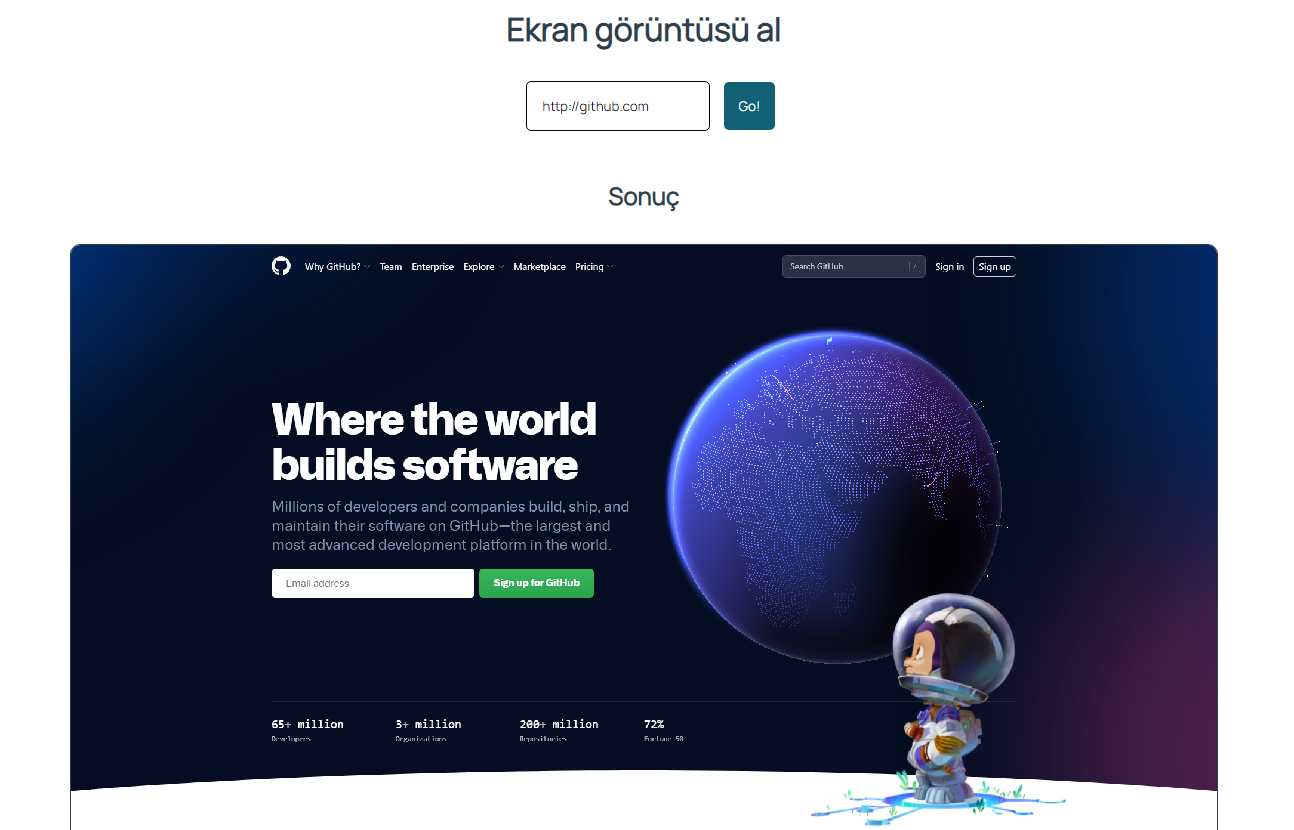 Ekran görüntüsü al
http://github.com
Go!
Sonuç
Why GitHub? Team Enterprise Explore Marketplace Pricing
Search GitHub /
Sign in Sign up
Where the world
builds software
Millions of developers and companies build, ship, and
maintain their software on GitHub—the largest and
most advanced development platform in the world.
Email address
Sign up for GitHub
65+ million 3+ million 200+ million 72%
Developers Organizations Repositories Fortune 50